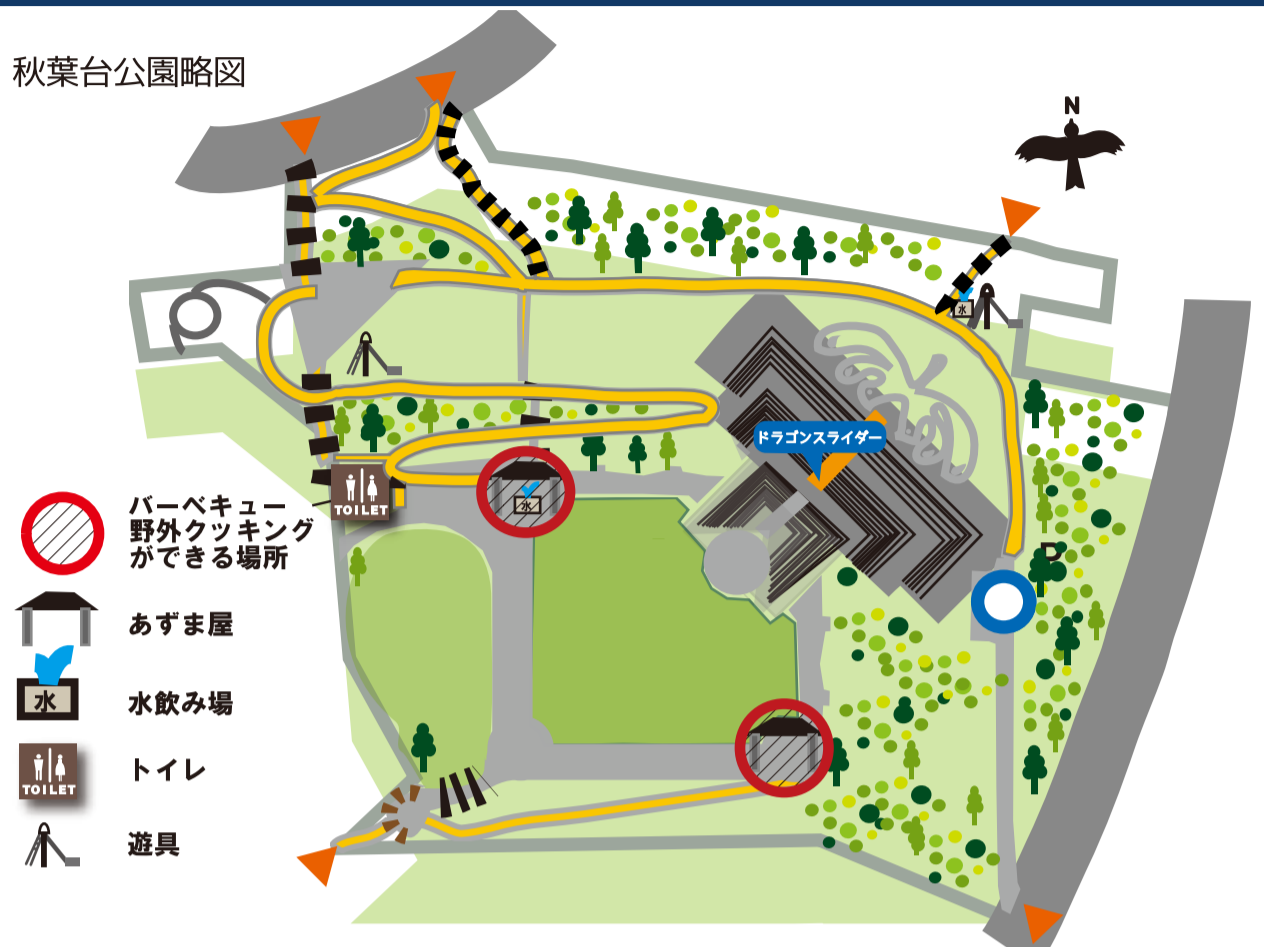 秋葉台公園略図
N
水
ドラゴンスライダー
TOILET
水
P
バーベキュー
野外クッキング
ができる場所
あずま屋
水
水飲み場
TOILET
トイレ
遊具